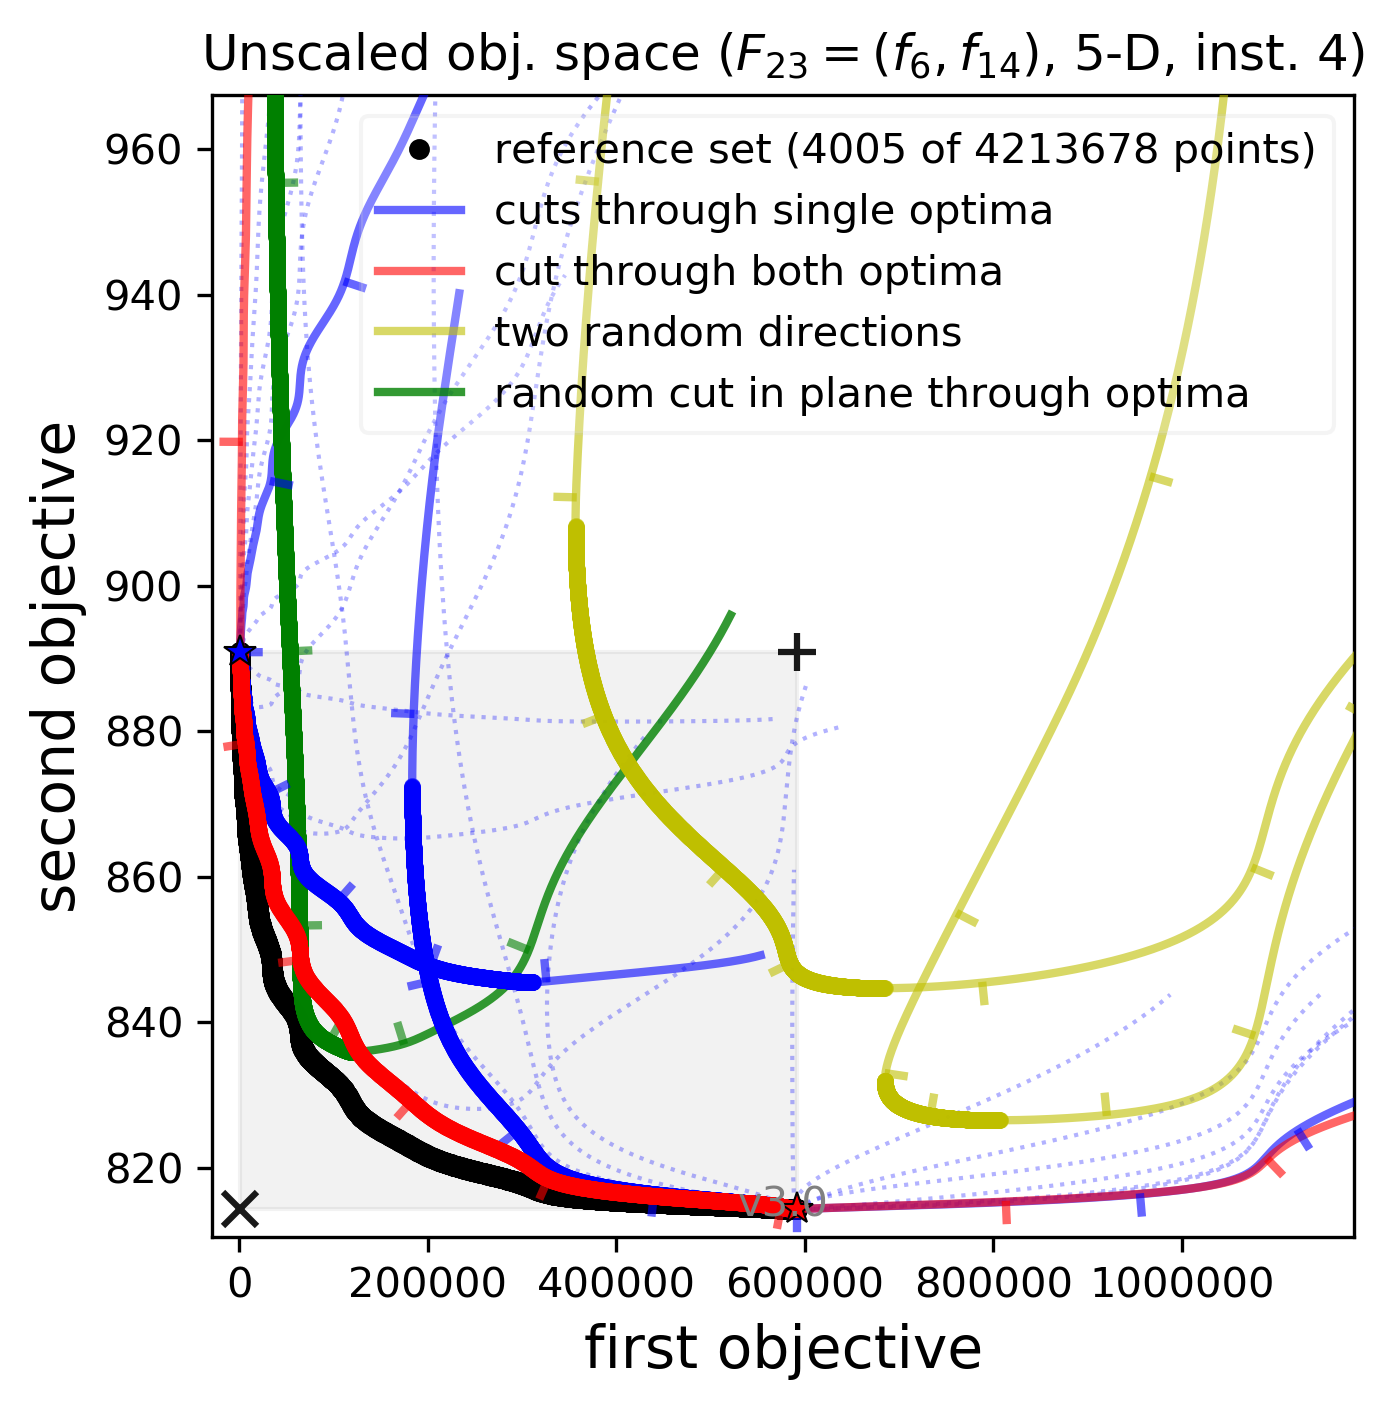 Unscaled obj. space (F₂₃ = (f₆, f₁₄), 5-D, inst. 4)
reference set (4005 of 4213678 points)
cuts through single optima
cut through both optima
two random directions
random cut in plane through optima
second objective
960
940
920
900
880
860
840
820
v3.0
0 200000 400000 600000 800000 1000000
first objective